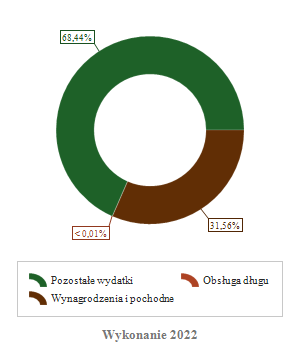 68,44%
<0,01%
31,56%
Pozostałe wydatki
Obsługa długu
Wynagrodzenia i pochodne
Wykonanie 2022